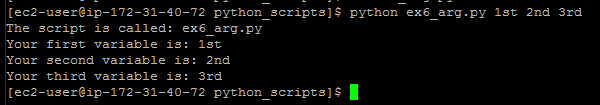 [ec2-user@ip-172-31-40-72 python_scripts]$ python ex6_arg.py 1st 2nd 3rd
The script is called: ex6_arg.py
Your first variable is: 1st
Your second variable is: 2nd
Your third variable is: 3rd
[ec2-user@ip-172-31-40-72 python_scripts]$